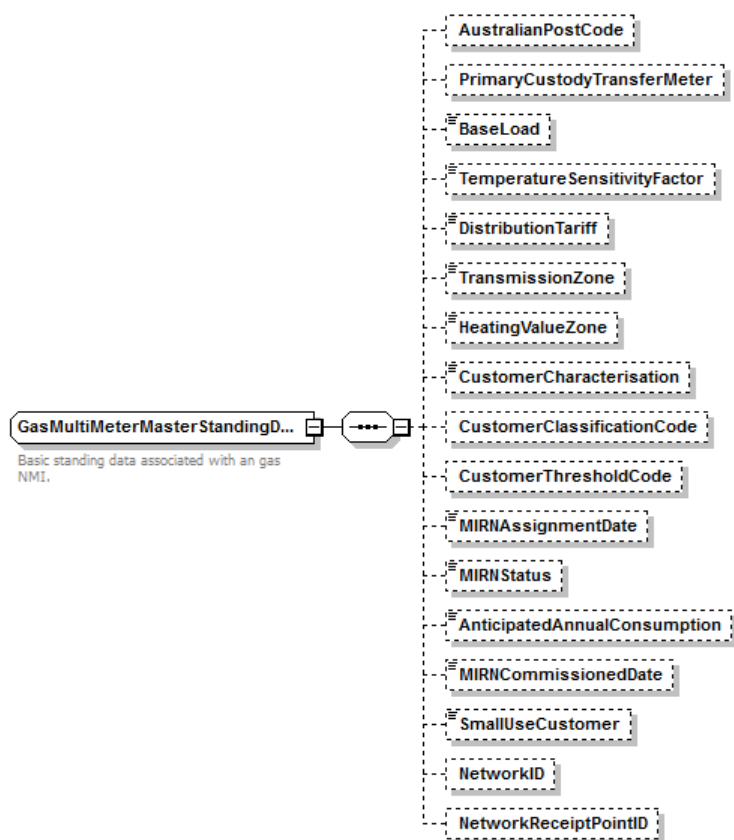 AustralianPostCode
PrimaryCustodyTransferMeter
BaseLoad
TemperatureSensitivityFactor
DistributionTariff
TransmissionZone
HeatingValueZone
CustomerCharacterisation
GasMultiMeterMasterStandingD...
Basic standing data associated with an gas
NMI.
CustomerClassificationCode
CustomerThresholdCode
MIRNAssignmentDate
MIRNStatus
AnticipatedAnnualConsumption
MIRNCommissionedDate
SmallUseCustomer
NetworkID
NetworkReceiptPointID